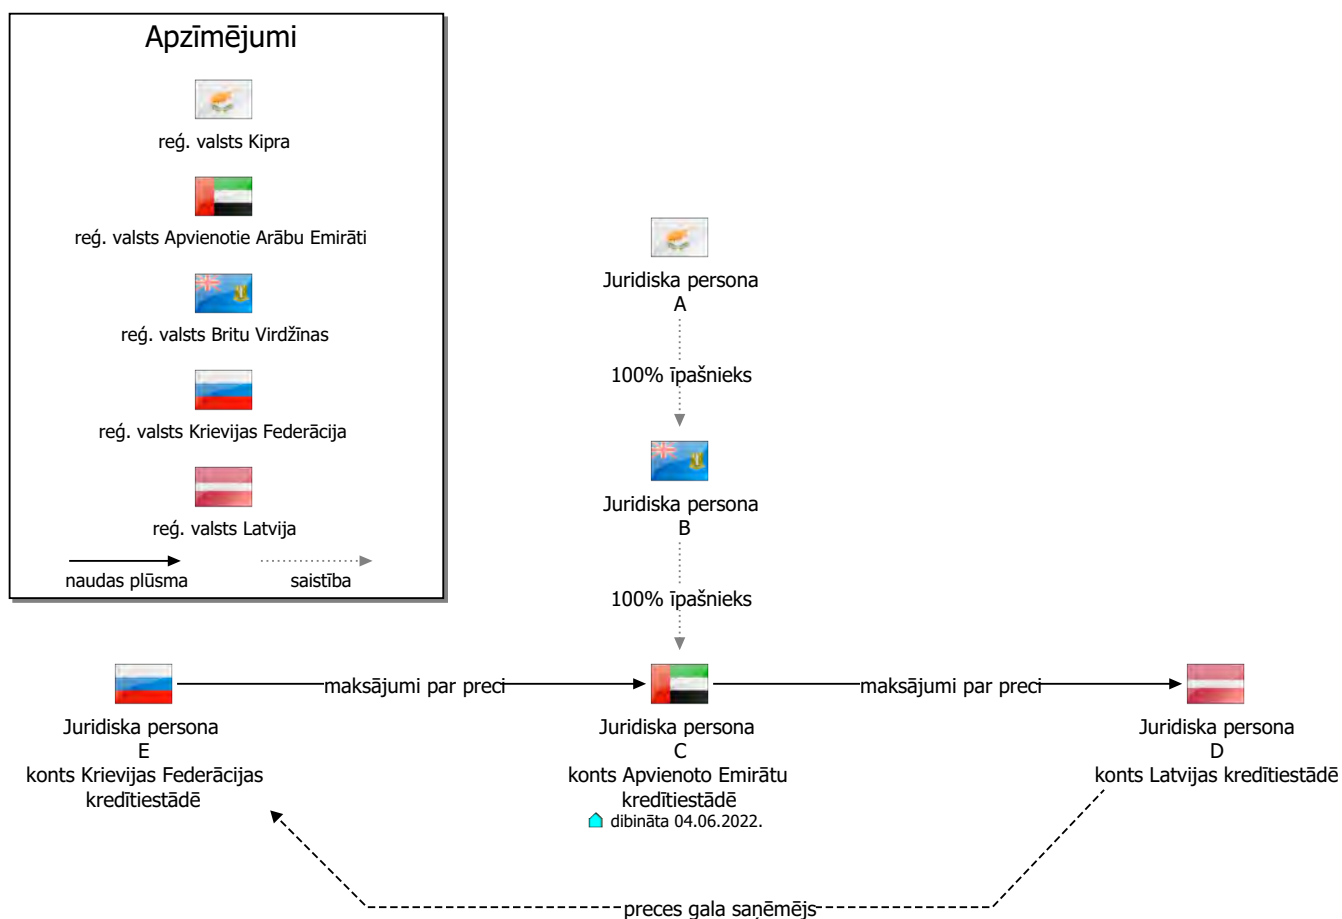 Apzīmējumi
reģ. valsts Kipra
reģ. valsts Apvienotie Arābu Emirāti
reģ. valsts Britu Virdžīnas
reģ. valsts Krievijas Federācija
reģ. valsts Latvija
naudas plūsma
saistība
Juridiska persona
A
100% īpašnieks
Juridiska persona
B
100% īpašnieks
maksājumi par preci
maksājumi par preci
Juridiska persona
E
konts Krievijas Federācijas
kredītiestādē
Juridiska persona
C
konts Apvienoto Emirātu
kredītiestādē
dibināta 04.06.2022.
Juridiska persona
D
konts Latvijas kredītiestādē
preces gala saņēmējs